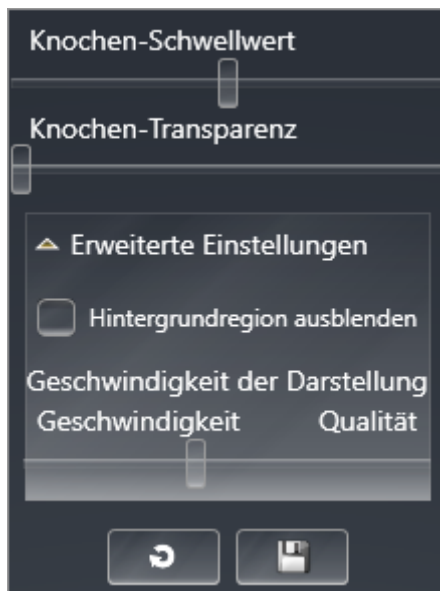 Knochen-Schwellwert
Knochen-Transparenz
Erweiterte Einstellungen
Hintergrundregion ausblenden
Geschwindigkeit der Darstellung
Geschwindigkeit Qualität